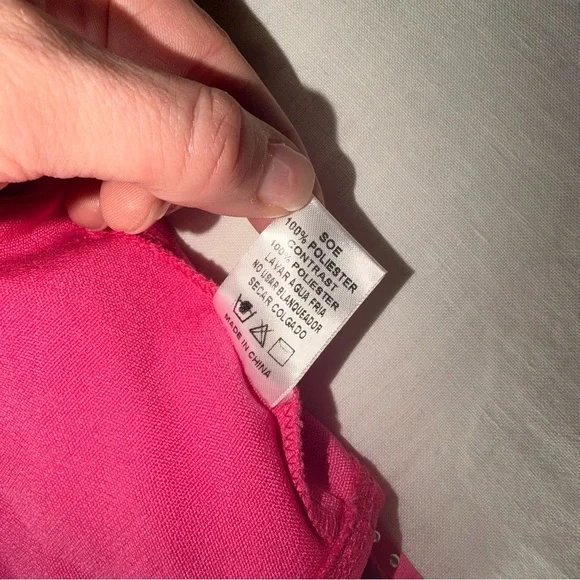 SOE
100% POLIESTER
CONTRAST
100% POLIESTER
LAVAR AGUA FRIA
NO USAR BLANQUEADOR
SECAR COLGADO
MADE IN CHINA